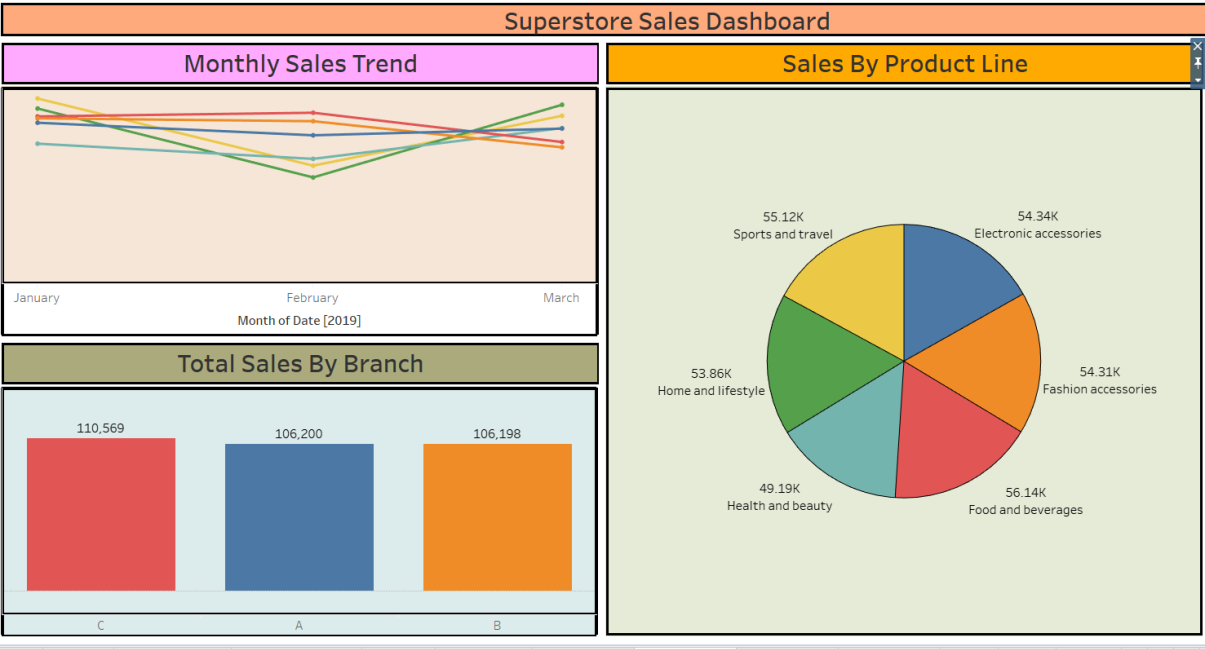 Superstore Sales Dashboard
Monthly Sales Trend
January February March
Month of Date [2019]
Total Sales By Branch
110,569 106,200 106,198
C A B
Sales By Product Line
55.12K
Sports and travel
54.34K
Electronic accessories
53.86K
Home and lifestyle
54.31K
Fashion accessories
49.19K
Health and beauty
56.14K
Food and beverages